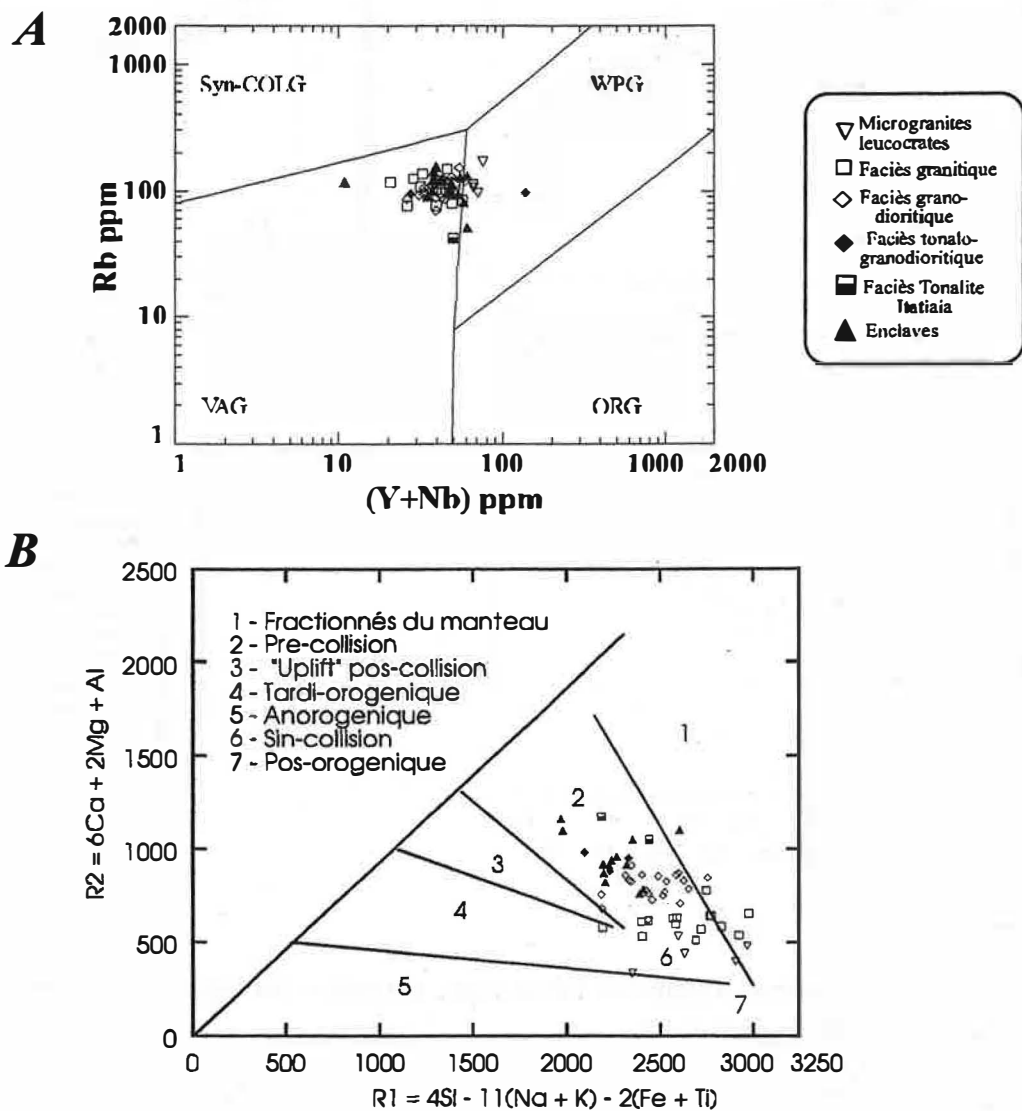 A
2000
1000
100
10
1
Rb ppm
Syn-COLG
WPG
VAG
ORG
1
10
100
1000
2000
(Y+Nb) ppm
Microgranites
leucocrates
Faciès granitique
Faciès grano-
dioritique
Faciès tonalo-
granodioritique
Faciès Tonalite
Itatiaia
Enclaves
B
2500
2000
1500
1000
500
0
R2 = 6Ca + 2Mg + Al
1 - Fractionnés du manteau
2 - Pre-collision
3 - "Uplift" pos-collision
4 - Tardi-orogenique
5 - Anorogenique
6 - Sin-collision
7 - Pos-orogenique
1
2
3
4
5
6
7
0
500
1000
1500
2000
2500
3000
3250
R1 = 4Si - 11(Na + K) - 2(Fe + Ti)